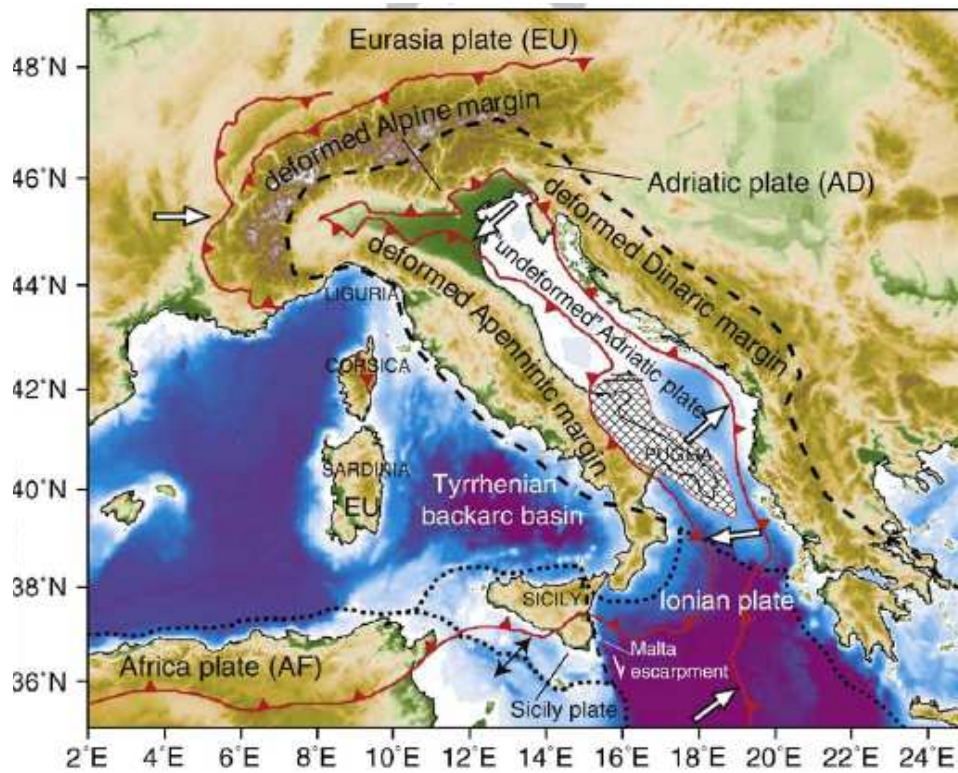 Eurasia plate (EU)
48°N
deformed Alpine margin
46°N
Adriatic plate (AD)
deformed Dinaric margin
"undeformed" Adriatic plate
deformed Apenninic margin
44°N
LIGURIA
CORSICA
42°N
PUGLIA
SARDINIA
EU
40°N
Tyrrhenian
backarc basin
38°N
SICILY
Ionian plate
Malta
escarpment
Africa plate (AF)
36°N
Sicily plate
2°E 4°E 6°E 8°E 10°E 12°E 14°E 16°E 18°E 20°E 22°E 24°E